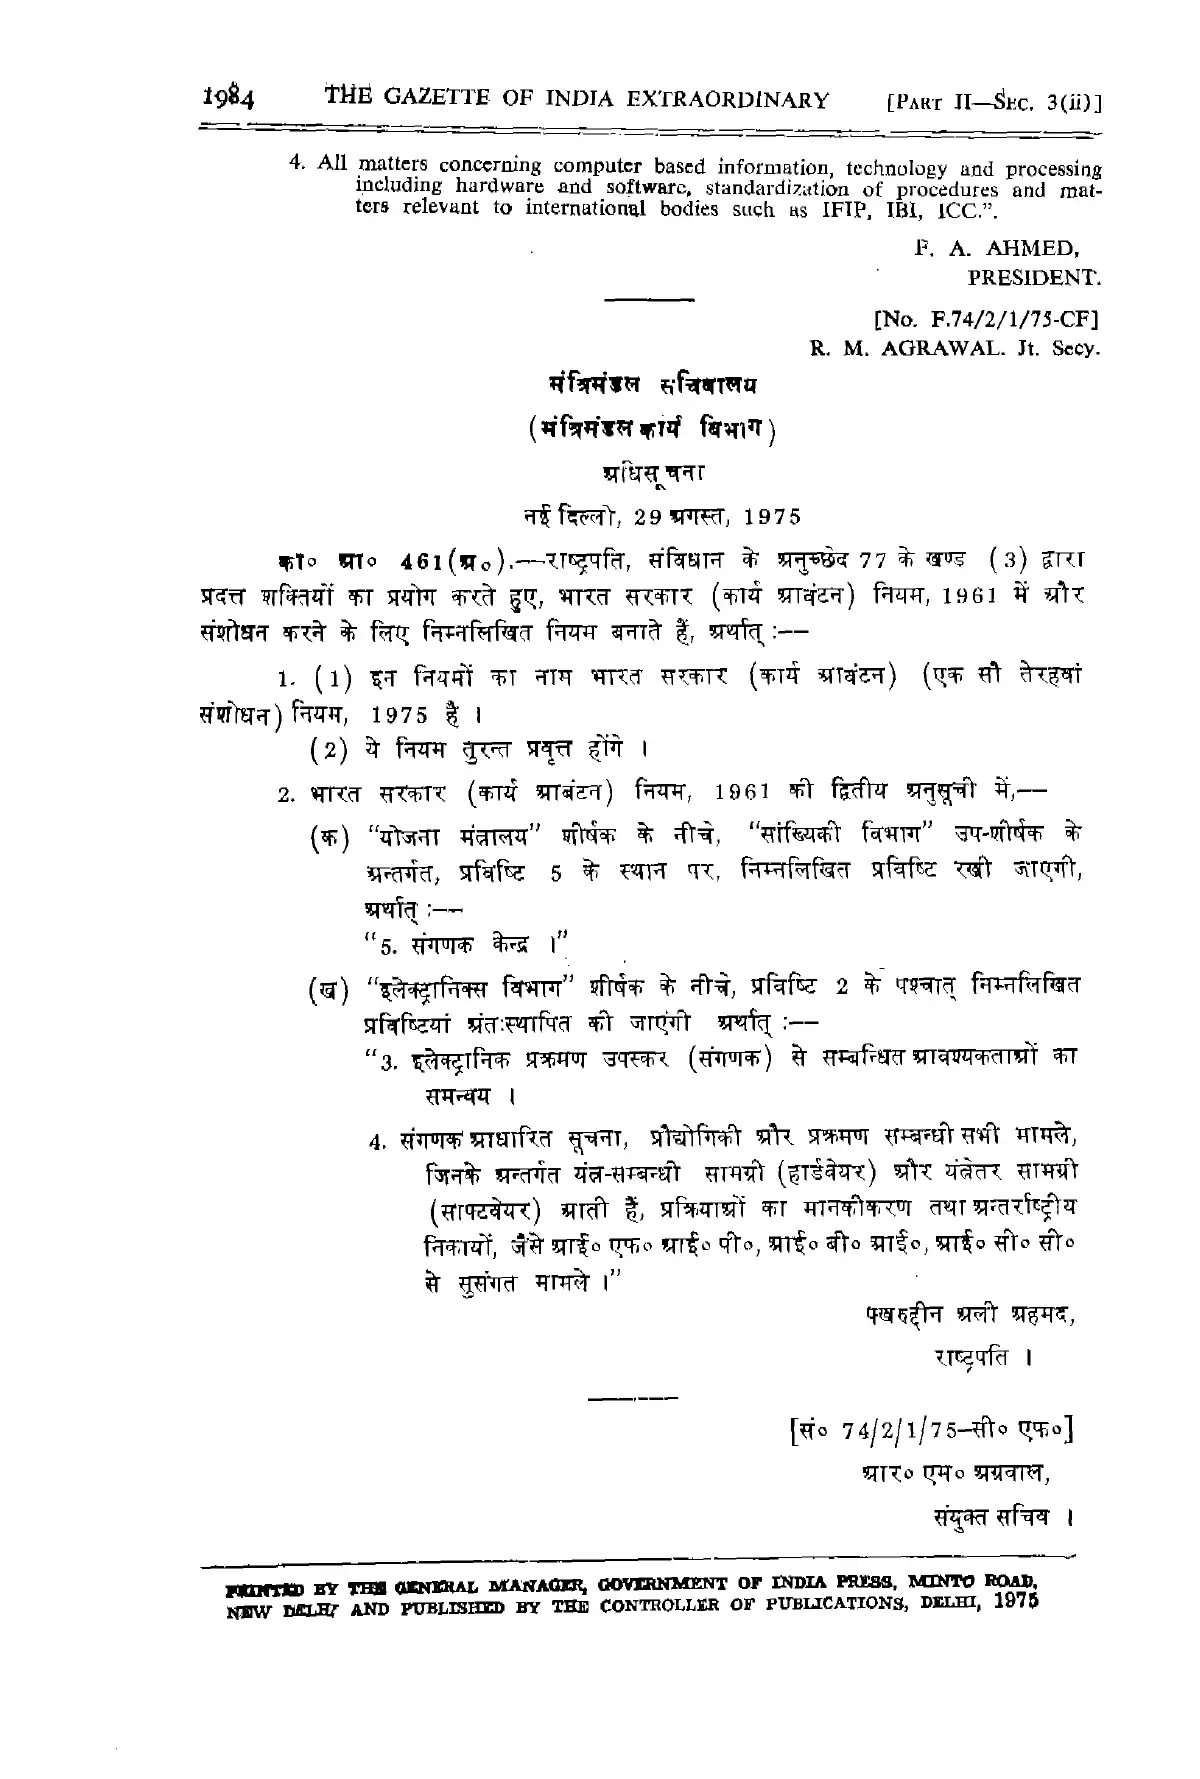 1984 THE GAZETTE OF INDIA EXTRAORDINARY [PART II—SEC. 3(ii)]
4. All matters concerning computer based information, technology and processing
including hardware and software, standardization of procedures and mat-
ters relevant to international bodies such as IFIP, IBI, ICC.”.
F. A. AHMED,
PRESIDENT.
[No. F.74/2/1/75-CF]
R. M. AGRAWAL. Jt. Secy.
मंत्रिमंडल सचिवालय
(मंत्रिमंडल कार्य विभाग)
अधिसूचना
नई दिल्ली, 29 अगस्त, 1975
का० आ० 461(अ०).—राष्ट्रपति, संविधान के अनुच्छेद 77 के खण्ड (3) द्वारा
प्रदत्त शक्तियों का प्रयोग करते हुए, भारत सरकार (कार्य आवंटन) नियम, 1961 में और
संशोधन करने के लिए निम्नलिखित नियम बनाते हैं, अर्थात् :—
1. (1) इन नियमों का नाम भारत सरकार (कार्य आवंटन) (एक सौ तेरहवां
संशोधन) नियम, 1975 है ।
(2) ये नियम तुरन्त प्रवृत्त होंगे ।
2. भारत सरकार (कार्य आबंटन) नियम, 1961 की द्वितीय अनुसूची में,—
(क) “योजना मंत्रालय” शीर्षक के नीचे, “सांख्यिकी विभाग” उप-शीर्षक के
अन्तर्गत, प्रविष्टि 5 के स्थान पर, निम्नलिखित प्रविष्टि रखी जाएगी,
अर्थात् :—
“5. संगणक केन्द्र ।”
(ख) “इलेक्ट्रानिक्स विभाग” शीर्षक के नीचे, प्रविष्टि 2 के पश्चात् निम्नलिखित
प्रविष्टियां अंतःस्थापित की जाएंगी अर्थात् :—
“3. इलेक्ट्रानिक प्रक्रमण उपस्कर (संगणक) से सम्बन्धित आवश्यकताओं का
समन्वय ।
4. संगणक आधारित सूचना, प्रौद्योगिकी और प्रक्रमण सम्बन्धी सभी मामले,
जिनके अन्तर्गत यंत्र-सम्बन्धी सामग्री (हार्डवेयर) और यंत्रेतर सामग्री
(साफ्टवेयर) आती हैं, प्रक्रियाओं का मानकीकरण तथा अन्तर्राष्ट्रीय
निकायों, जैसे आई० एफ० आई० पी०, आई० बी० आई०, आई० सी० सी०
से सुसंगत मामले ।”
फखरुद्दीन अली अहमद,
राष्ट्रपति ।
[सं० 74/2/1/75—सी० एफ०]
आर० एम० अग्रवाल,
संयुक्त सचिव ।
PRINTED BY THE GENERAL MANAGER, GOVERNMENT OF INDIA PRESS, MINTO ROAD,
NEW DELHI AND PUBLISHED BY THE CONTROLLER OF PUBLICATIONS, DELHI, 1975